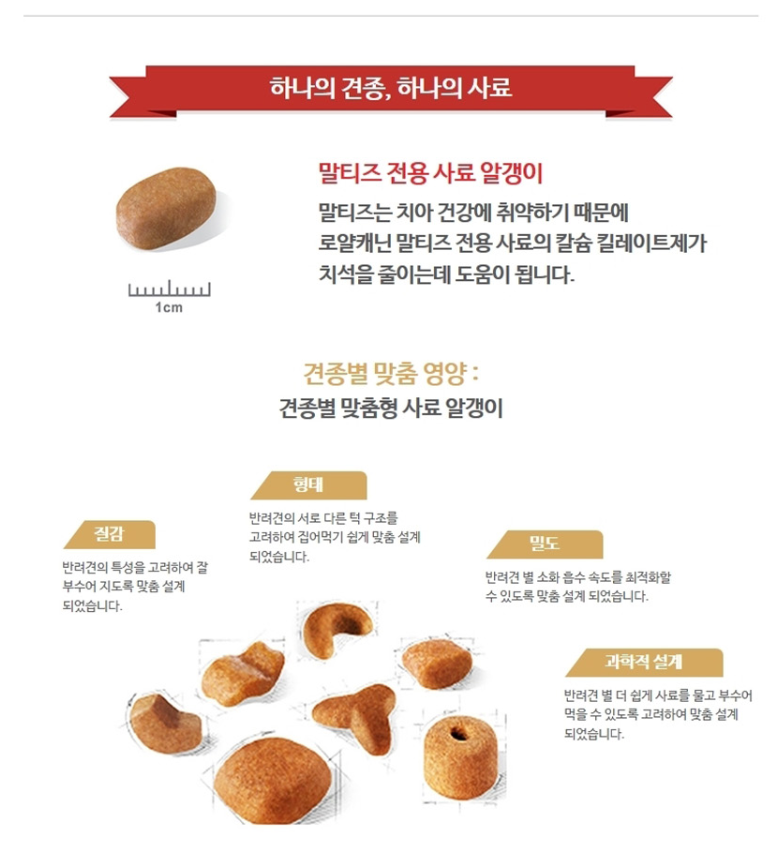 하나의 견종, 하나의 사료
말티즈 전용 사료 알갱이
말티즈는 치아 건강에 취약하기 때문에
로얄캐닌 말티즈 전용 사료의 칼슘 킬레이트제가
치석을 줄이는데 도움이 됩니다.
1cm
견종별 맞춤 영양 :
견종별 맞춤형 사료 알갱이
형태
반려견의 서로 다른 턱 구조를
고려하여 집어먹기 쉽게 맞춤 설계
되었습니다.
질감
반려견의 특성을 고려하여 잘
부수어 지도록 맞춤 설계
되었습니다.
밀도
반려견 별 소화 흡수 속도를 최적화할
수 있도록 맞춤 설계 되었습니다.
과학적 설계
반려견 별 더 쉽게 사료를 물고 부수어
먹을 수 있도록 고려하여 맞춤 설계
되었습니다.